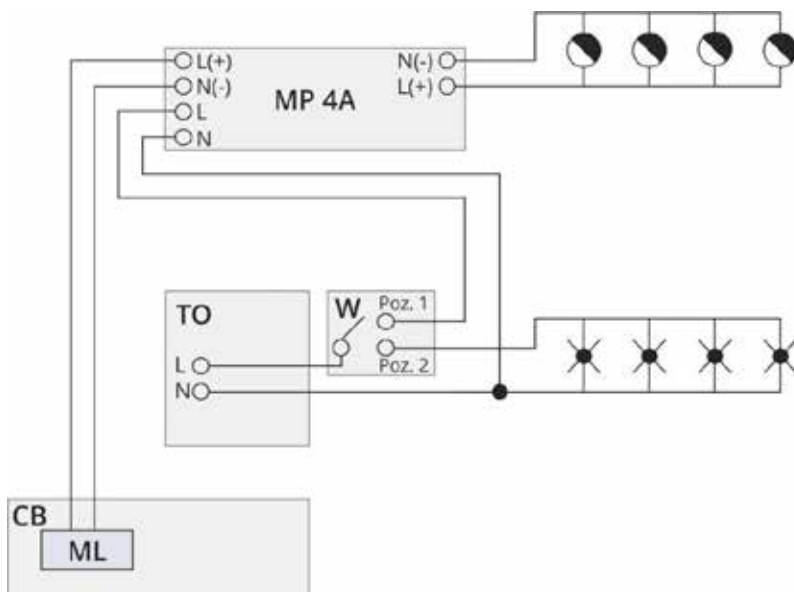 L(+) N(-)
N(-) MP 4A L(+)
L
N
TO W Poz. 1
L
Poz. 2
N
CB
ML